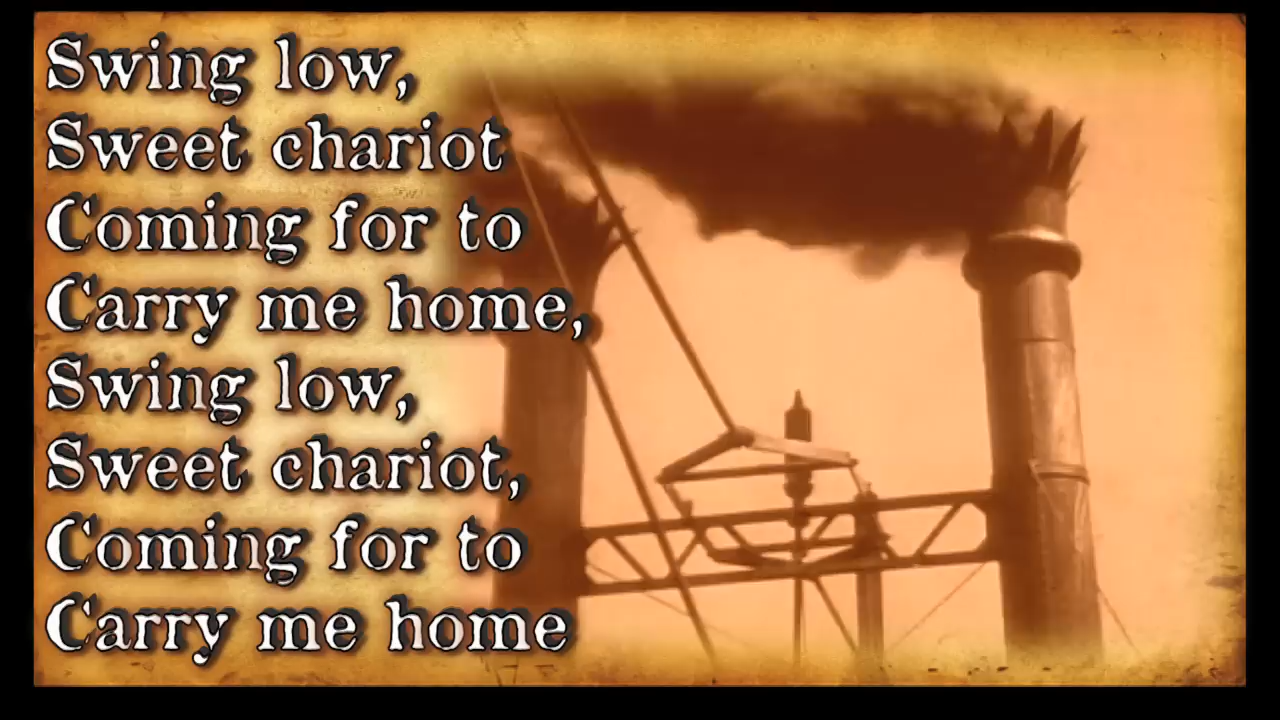 Swing low,
Sweet chariot
Coming for to
Carry me home,
Swing low,
Sweet chariot,
Coming for to
Carry me home